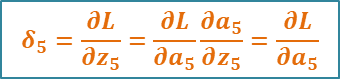 δ₅ = ∂L/∂z₅ = ∂L/∂a₅ ∂a₅/∂z₅ = ∂L/∂a₅